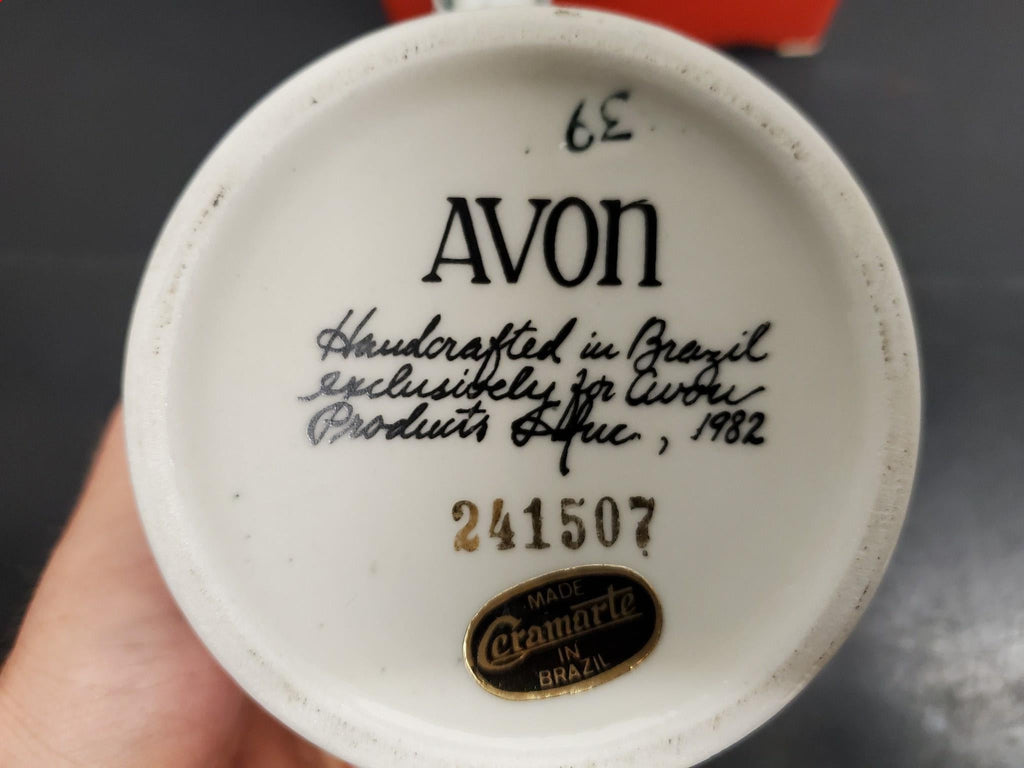 39
AVON
Handcrafted in Brazil
exclusively for Avon
Products Inc., 1982
241507
MADE
Ceramarte
IN
BRAZIL